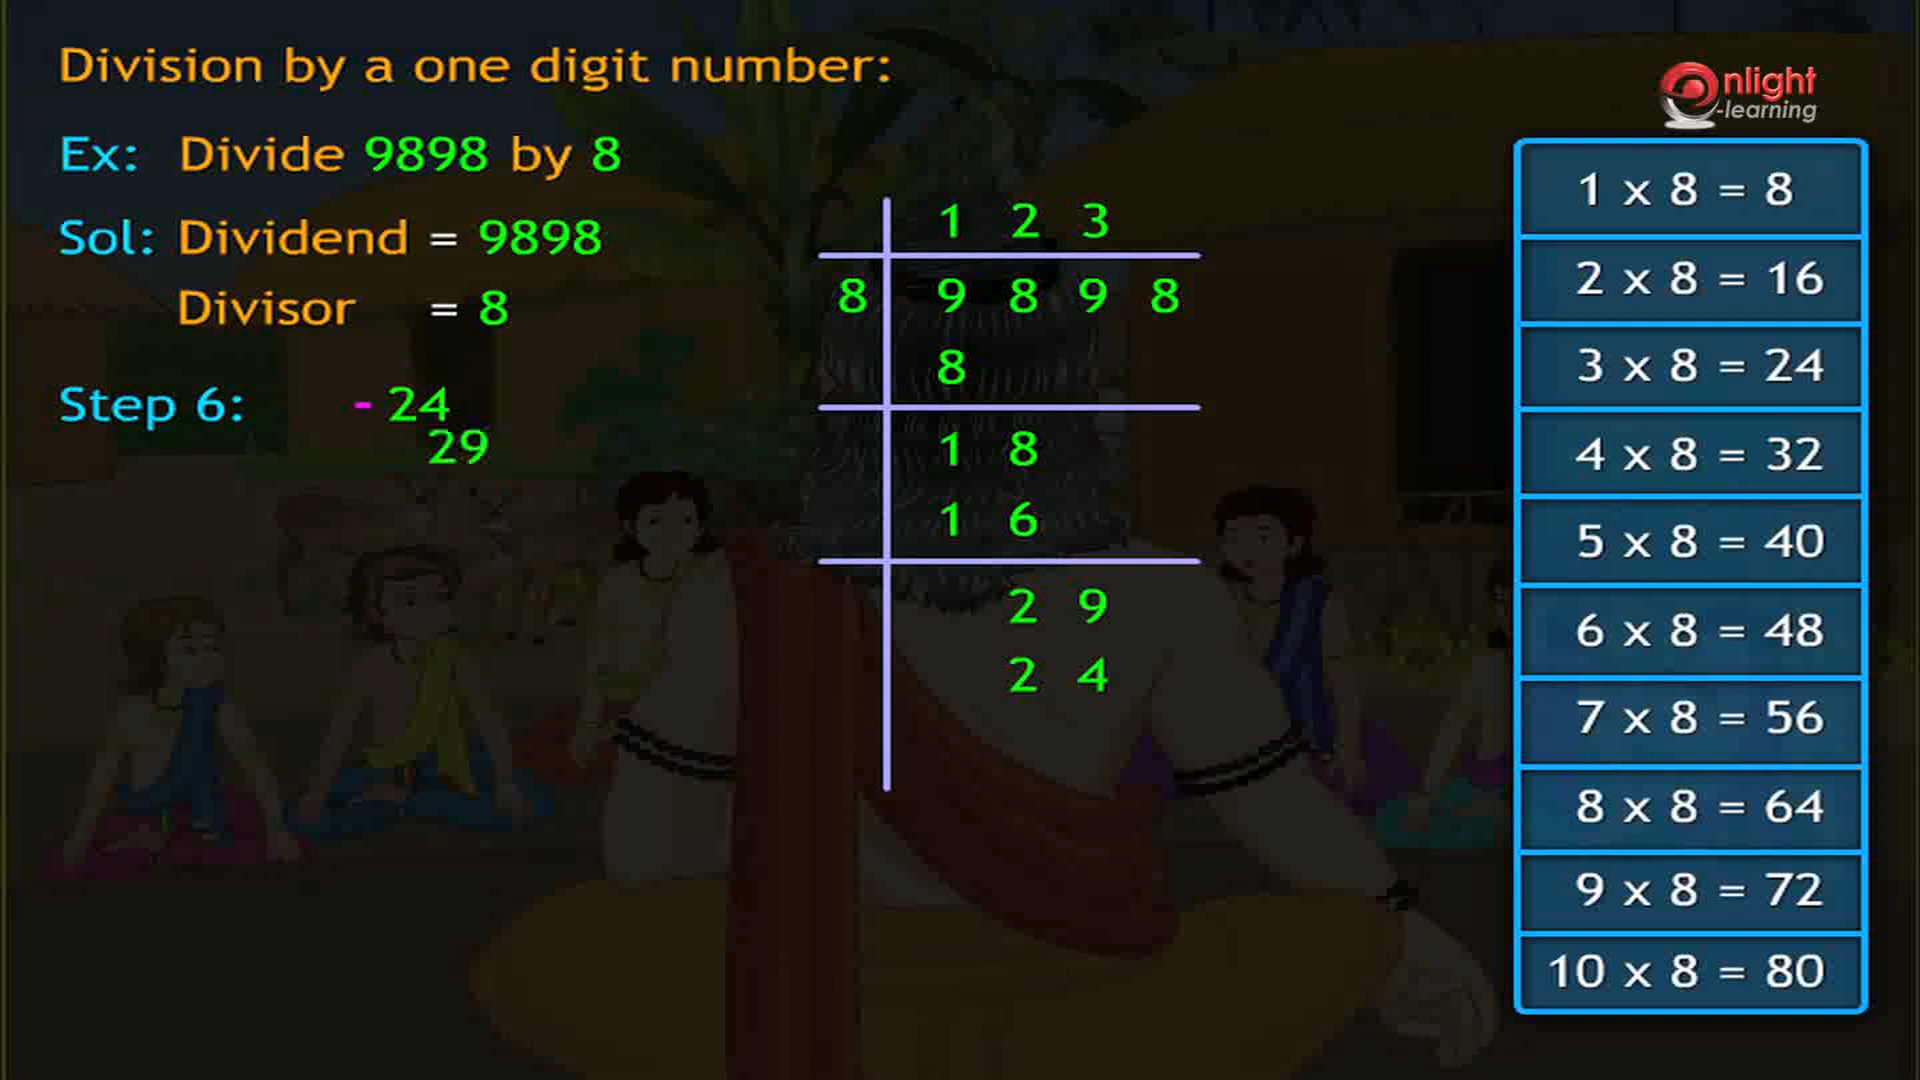 Division by a one digit number:
Ex: Divide 9898 by 8
Sol: Dividend = 9898
Divisor = 8
Step 6: - 24
29
1 2 3
8 9 8 9 8
8
1 8
1 6
2 9
2 4
nlight
-learning
1 x 8 = 8
2 x 8 = 16
3 x 8 = 24
4 x 8 = 32
5 x 8 = 40
6 x 8 = 48
7 x 8 = 56
8 x 8 = 64
9 x 8 = 72
10 x 8 = 80